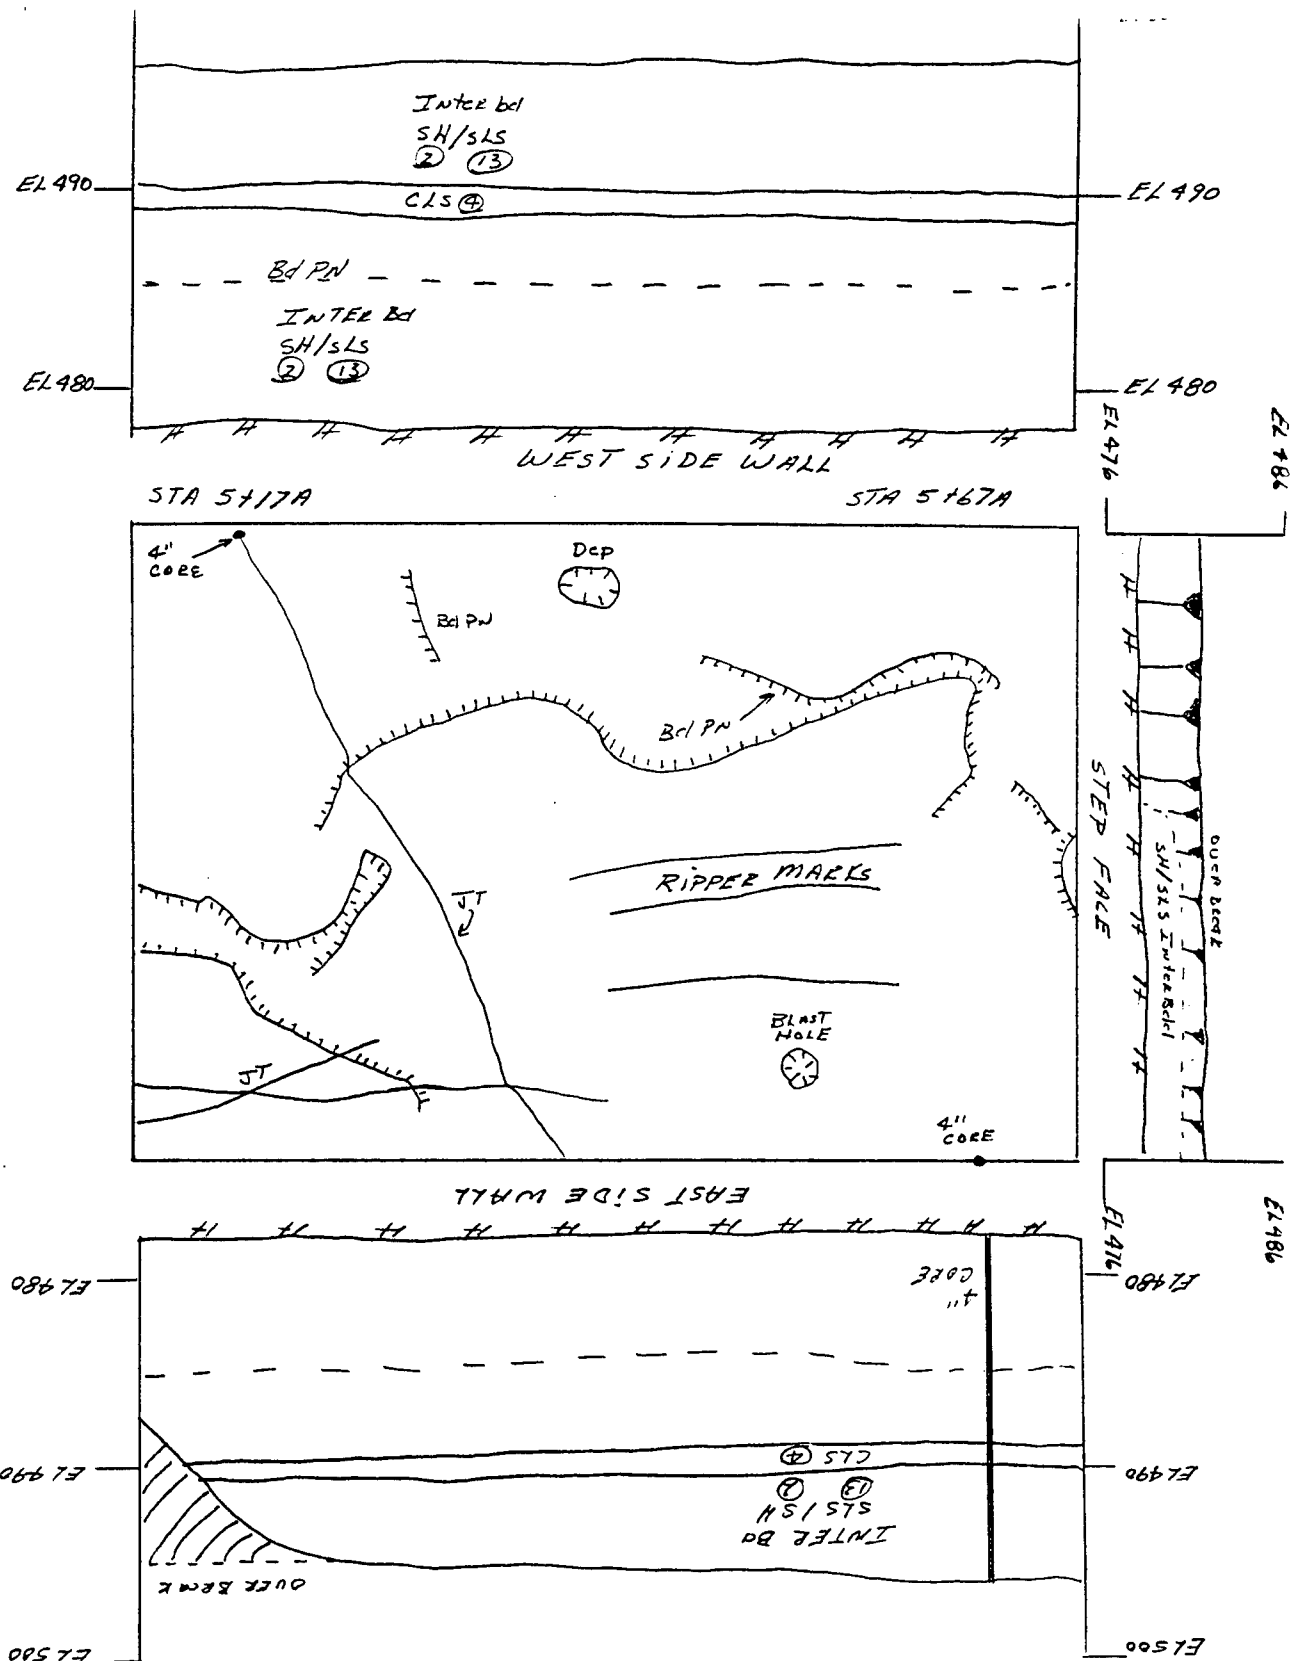 Inter bd
SH/SLS
2 13
EL 490
EL 490
CLS 4
Bd PN
INTER Bd
SH/SLS
2 13
EL 480
EL 480
H H H H H H H H H H H
WEST SIDE WALL
EL 476
EL 486
STA 5+17A
STA 5+67A
4"
CORE
Dep
Bd PN
Bd PN
STEP FACE
H H H H H H H H
SH/SLS InterBdd
OVER BREAK
RIPPER MARKS
JT
BLAST
HOLE
JT
4"
CORE
EAST SIDE WALL
H H H H H H H H H H H H
EL 476
EL 486
EL 480
EL 480
4"
CORE
EL 490
EL 490
CLS 4
13 2
SLS/SH
INTER Bd
OVER BREAK
EL 500
EL 500